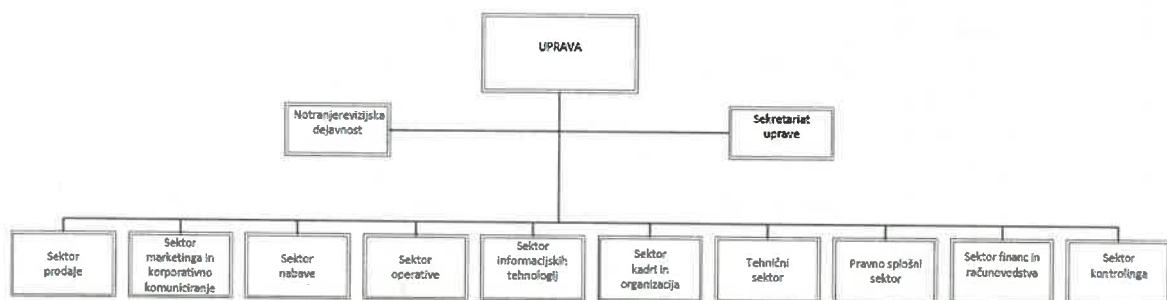 UPRAVA
Notranjerevizijska
dejavnost
Sekretariat
uprave
Sektor
prodaje
Sektor
marketinga in
korporativno
komuniciranje
Sektor
nabave
Sektor
operative
Sektor
informacijskih
tehnologij
Sektor
kadri in
organizacija
Tehnični
sektor
Pravno splošni
sektor
Sektor financ in
računovodstva
Sektor
kontrolinga